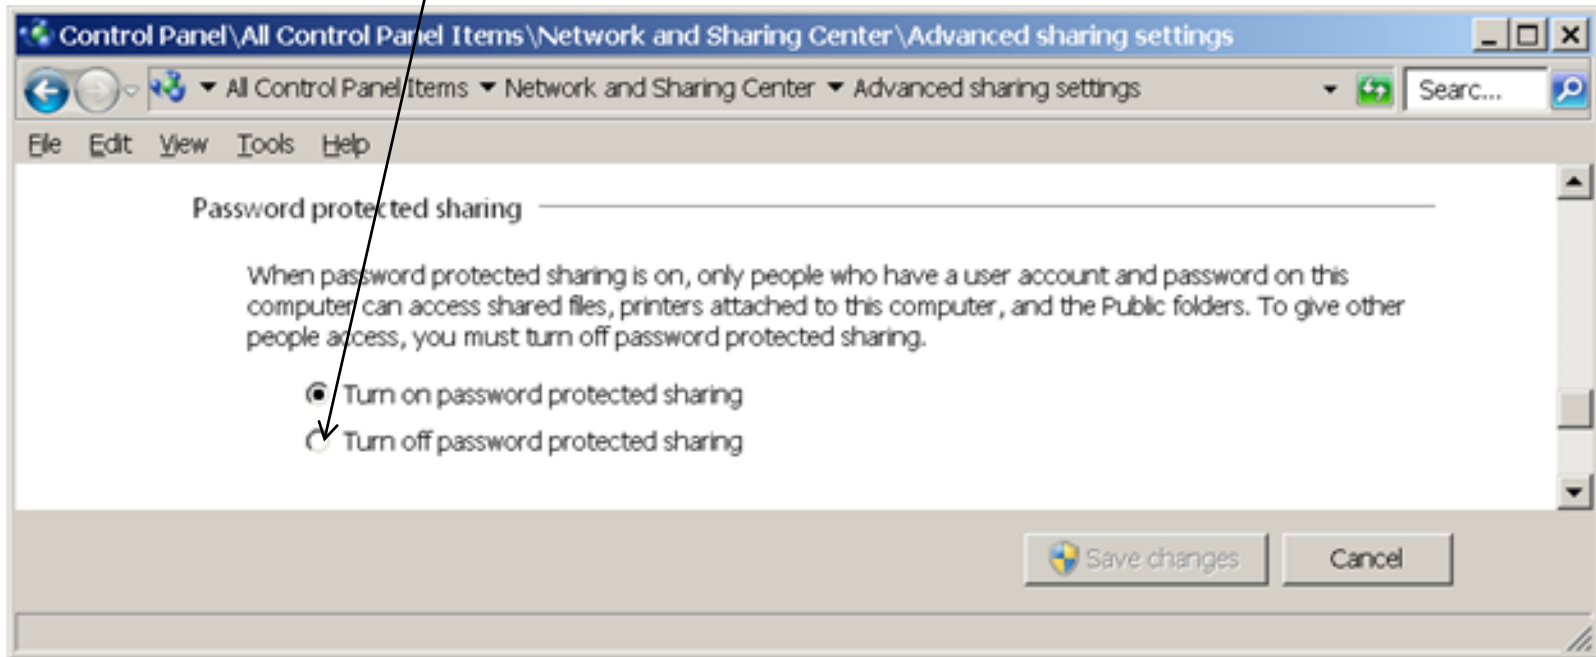 Control Panel\All Control Panel Items\Network and Sharing Center\Advanced sharing settings
All Control Panel Items Network and Sharing Center Advanced sharing settings Searc...
File Edit View Tools Help
Password protected sharing
When password protected sharing is on, only people who have a user account and password on this
computer can access shared files, printers attached to this computer, and the Public folders. To give other
people access, you must turn off password protected sharing.
Turn on password protected sharing
Turn off password protected sharing
Save changes Cancel